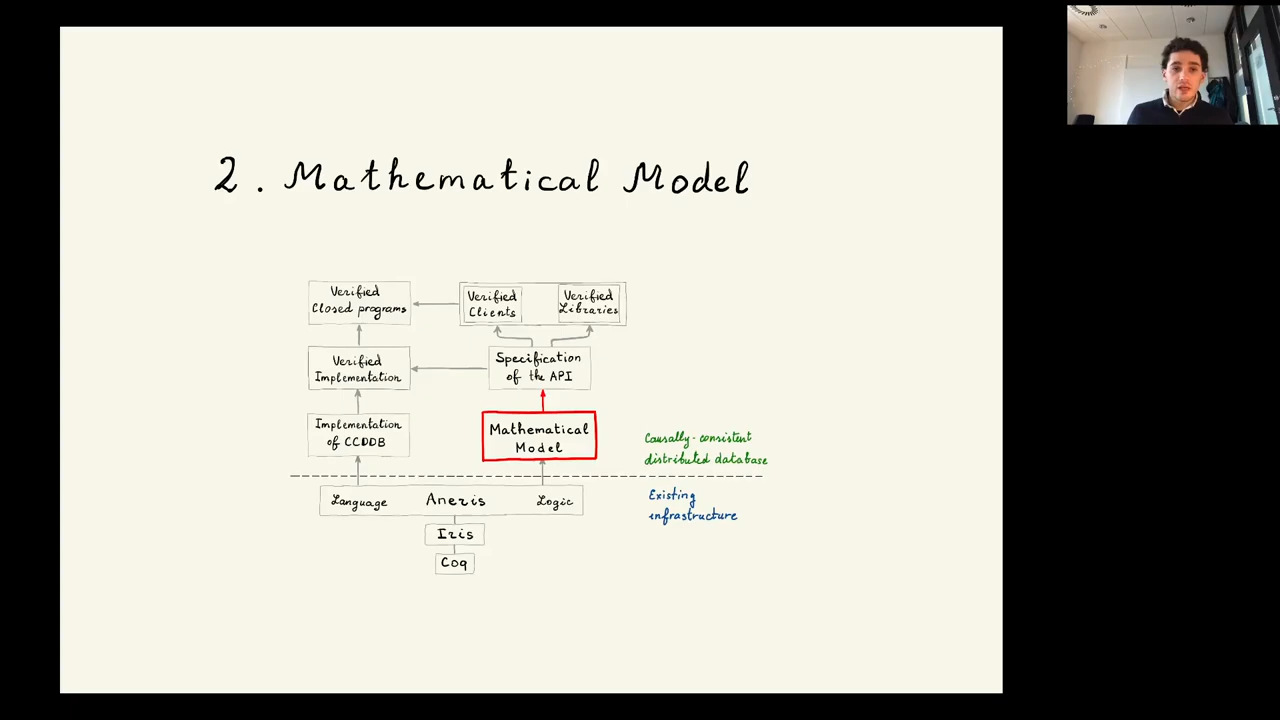 2. Mathematical Model
Verified
Closed programs
Verified
Clients
Verified
Libraries
Verified
Implementation
Specification
of the API
Implementation
of CCDDB
Mathematical
Model
Causally-consistent
distributed database
Language
Aneris
Logic
Existing
infrastructure
Iris
Coq